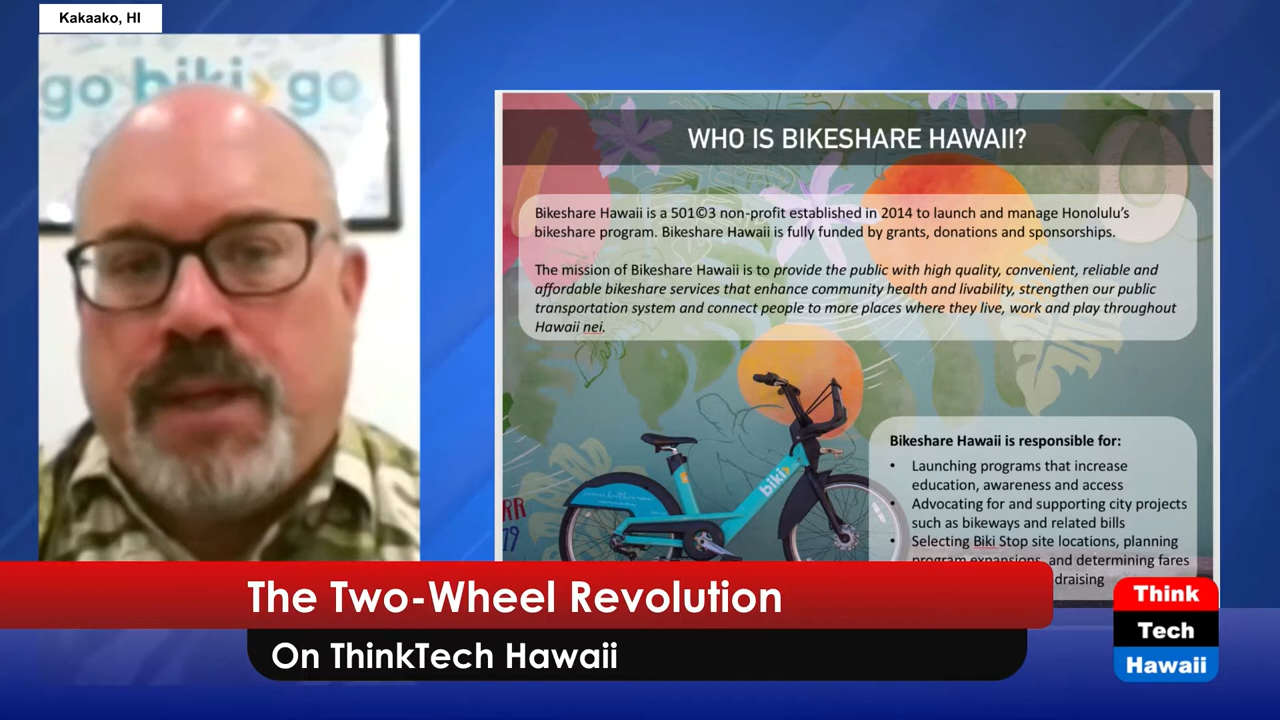 Kakaako, HI
go biki> go
WHO IS BIKESHARE HAWAII?
Bikeshare Hawaii is a 501©3 non-profit established in 2014 to launch and manage Honolulu's
bikeshare program. Bikeshare Hawaii is fully funded by grants, donations and sponsorships.
The mission of Bikeshare Hawaii is to provide the public with high quality, convenient, reliable and
affordable bikeshare services that enhance community health and livability, strengthen our public
transportation system and connect people to more places where they live, work and play throughout
Hawaii nei.
biki>
Bikeshare Hawaii is responsible for:
• Launching programs that increase
education, awareness and access
• Advocating for and supporting city projects
such as bikeways and related bills
• Selecting Biki Stop site locations, planning
program expansions, and determining fares
draising
The Two-Wheel Revolution
On ThinkTech Hawaii
Think
Tech
Hawaii